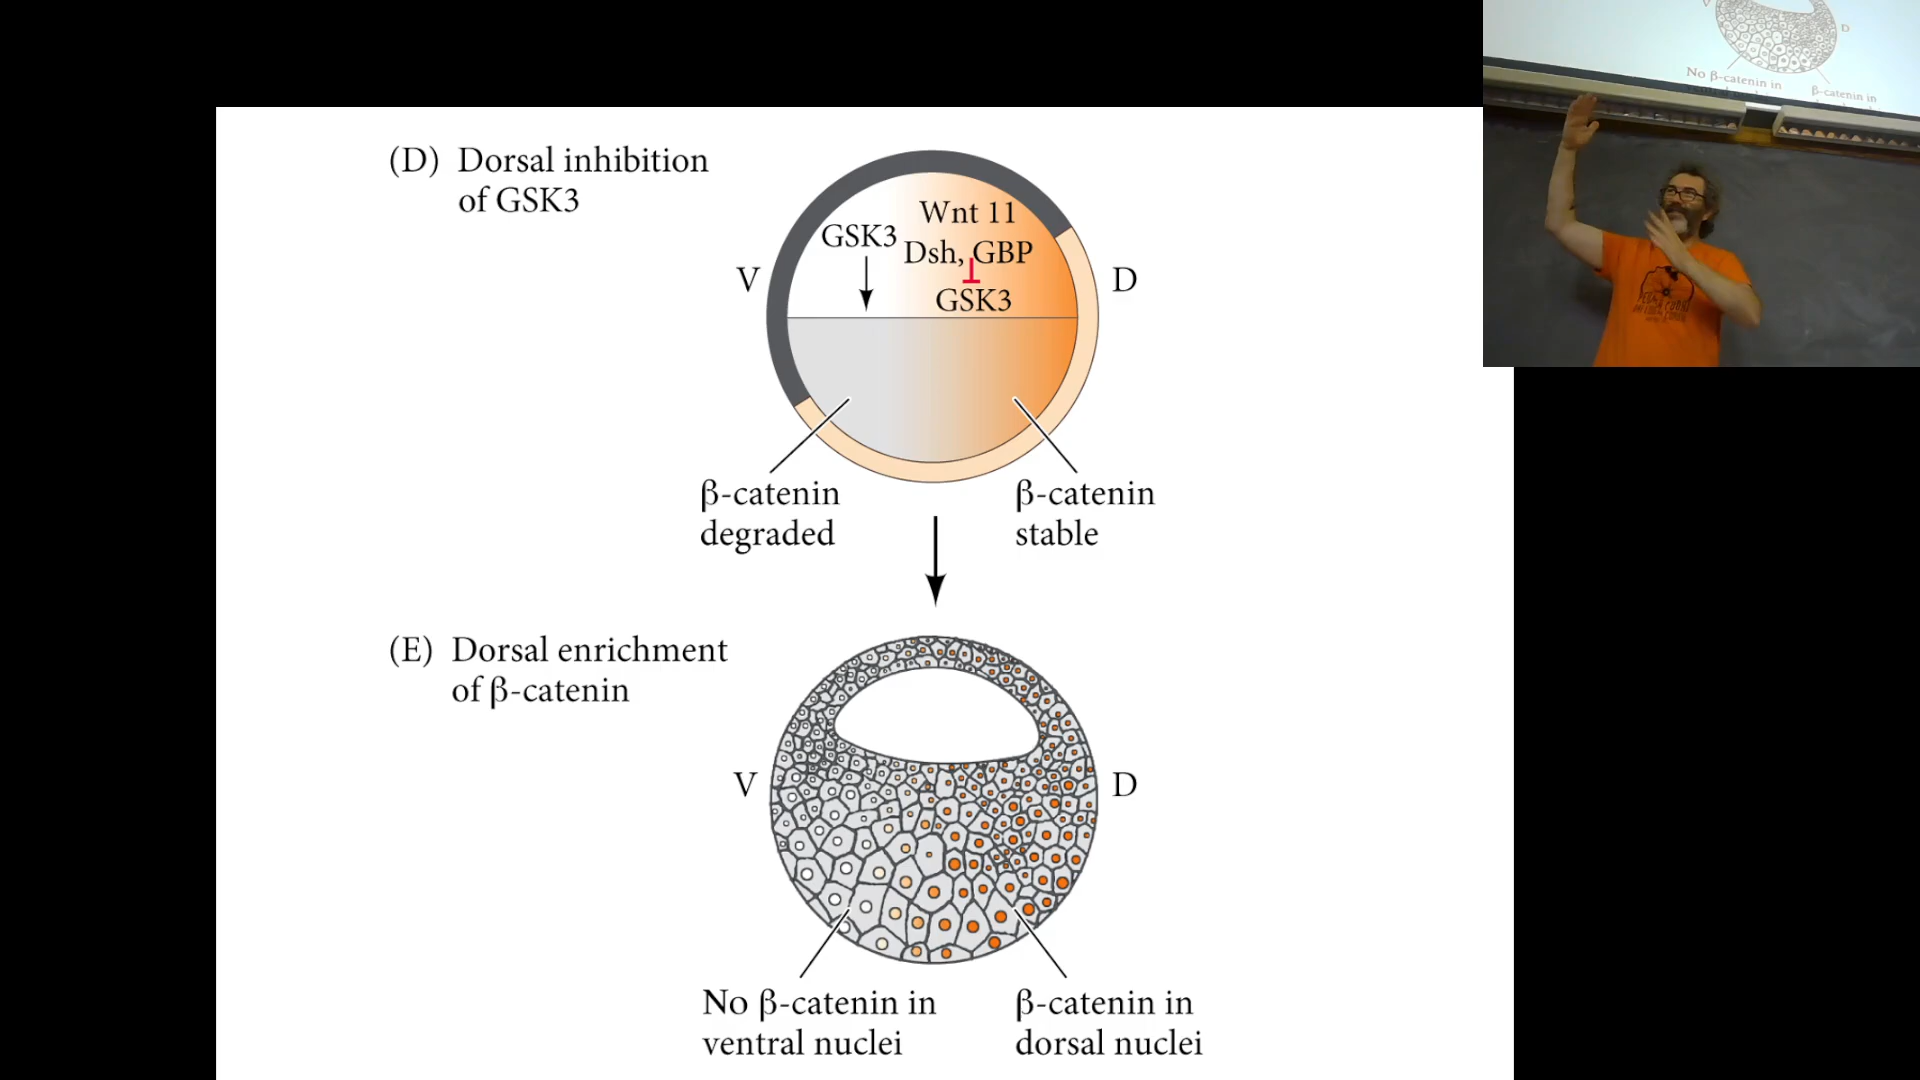 (D) Dorsal inhibition
of GSK3
Wnt 11
GSK3
Dsh, GBP
GSK3
V
D
β-catenin
degraded
β-catenin
stable
(E) Dorsal enrichment
of β-catenin
V
D
No β-catenin in
ventral nuclei
β-catenin in
dorsal nuclei
V
D
No β-catenin in
β-catenin in